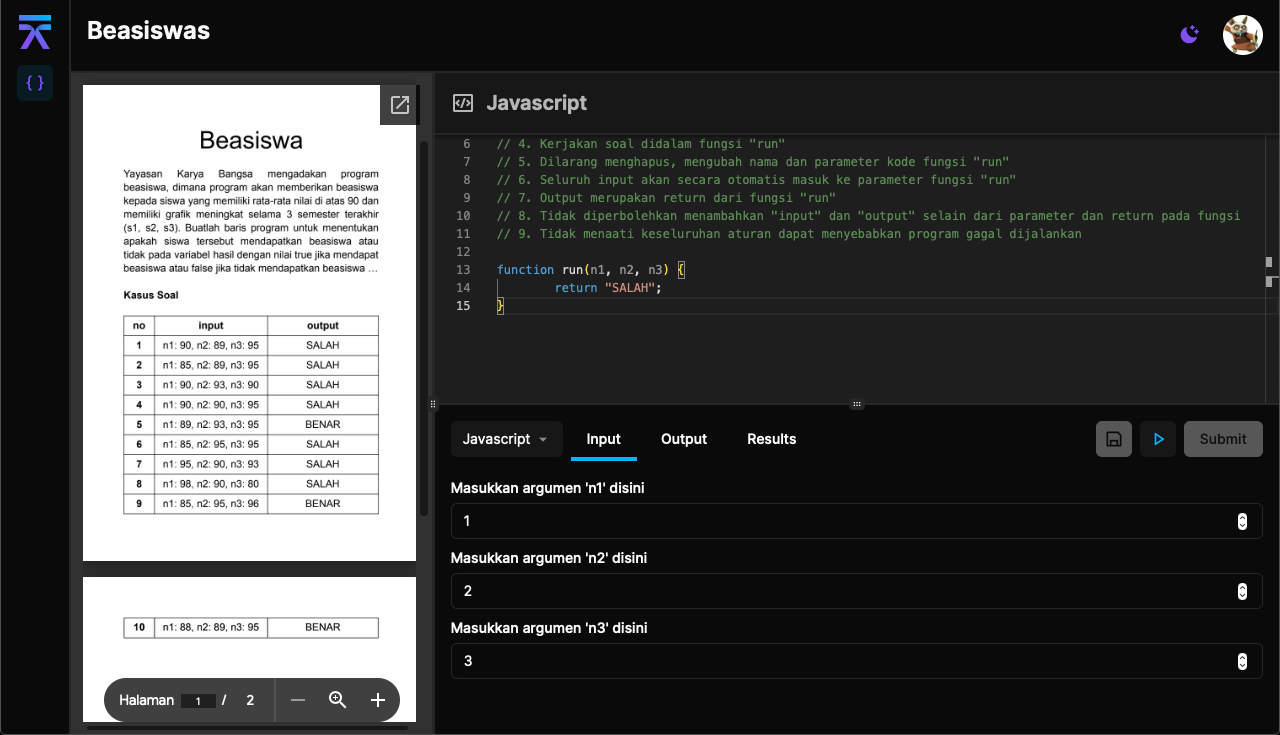 Beasiswas
{ }
Beasiswa
Yayasan Karya Bangsa mengadakan program
beasiswa, dimana program akan memberikan beasiswa
kepada siswa yang memiliki rata-rata nilai di atas 90 dan
memiliki grafik meningkat selama 3 semester terakhir
(s1, s2, s3). Buatlah baris program untuk menentukan
apakah siswa tersebut mendapatkan beasiswa atau
tidak pada variabel hasil dengan nilai true jika mendapat
beasiswa atau false jika tidak mendapatkan beasiswa ...
Kasus Soal
no input output
1 n1: 90, n2: 89, n3: 95 SALAH
2 n1: 85, n2: 89, n3: 95 SALAH
3 n1: 90, n2: 93, n3: 90 SALAH
4 n1: 90, n2: 90, n3: 95 SALAH
5 n1: 89, n2: 93, n3: 95 BENAR
6 n1: 85, n2: 95, n3: 95 SALAH
7 n1: 95, n2: 90, n3: 93 SALAH
8 n1: 98, n2: 90, n3: 80 SALAH
9 n1: 85, n2: 95, n3: 96 BENAR
10 n1: 88, n2: 89, n3: 95 BENAR
Halaman 1 / 2
Javascript
6 // 4. Kerjakan soal didalam fungsi "run"
7 // 5. Dilarang menghapus, mengubah nama dan parameter kode fungsi "run"
8 // 6. Seluruh input akan secara otomatis masuk ke parameter fungsi "run"
9 // 7. Output merupakan return dari fungsi "run"
10 // 8. Tidak diperbolehkan menambahkan "input" dan "output" selain dari parameter dan return pada fungsi
11 // 9. Tidak menaati keseluruhan aturan dapat menyebabkan program gagal dijalankan
12
13 function run(n1, n2, n3) {
14 return "SALAH";
15 }
Javascript Input Output Results Submit
Masukkan argumen 'n1' disini
1
Masukkan argumen 'n2' disini
2
Masukkan argumen 'n3' disini
3